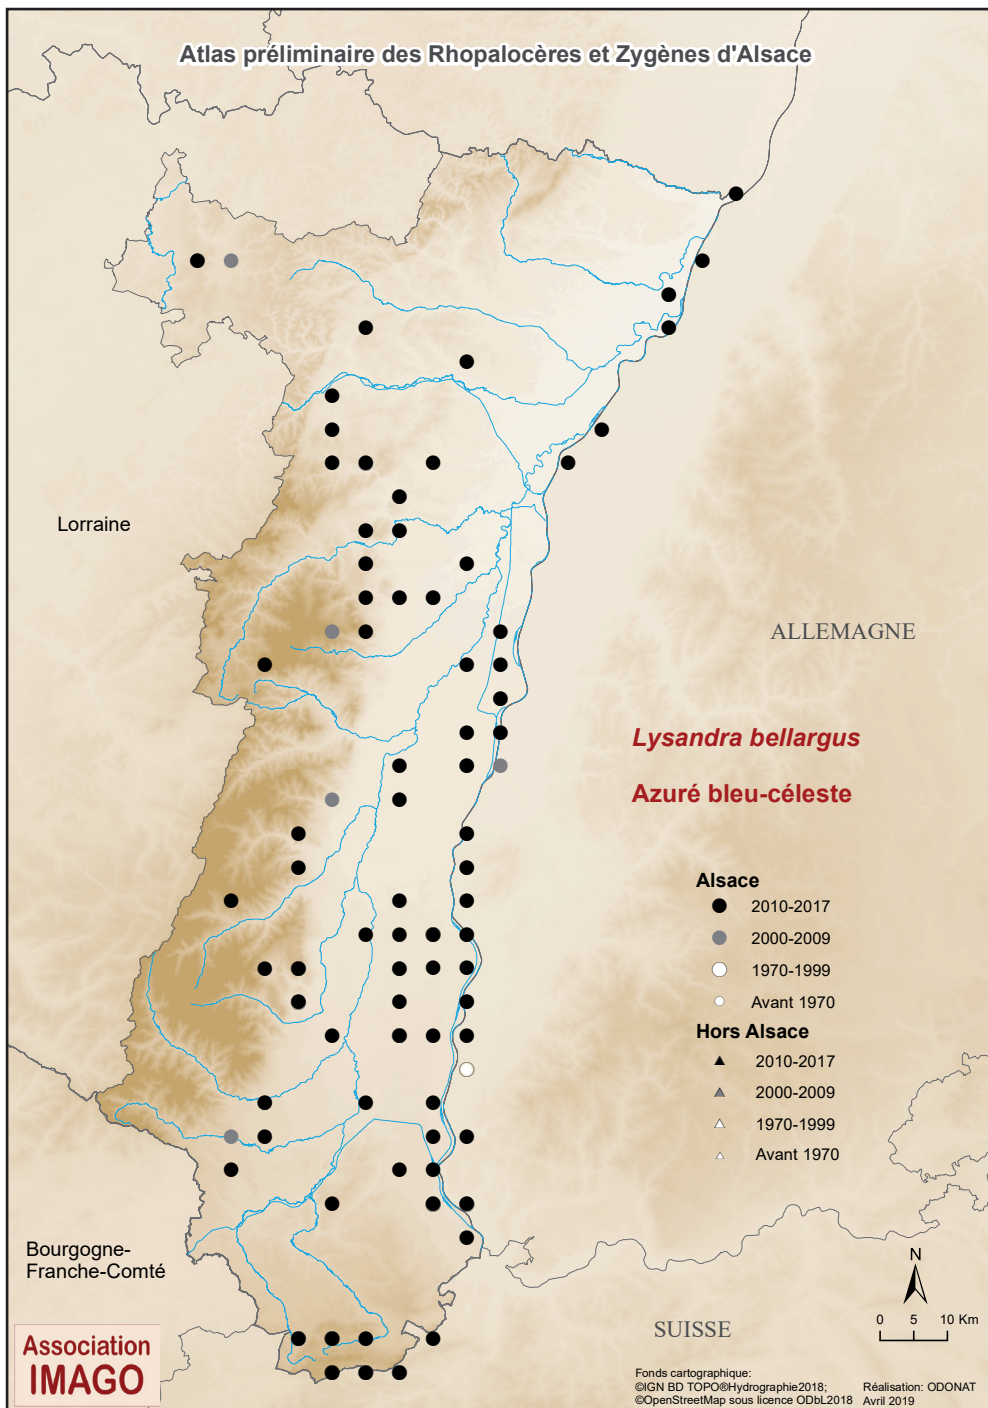 Atlas préliminaire des Rhopalocères et Zygènes d'Alsace
Lorraine
ALLEMAGNE
Lysandra bellargus
Azuré bleu-céleste
Alsace
2010-2017
2000-2009
1970-1999
Avant 1970
Hors Alsace
2010-2017
2000-2009
1970-1999
Avant 1970
Bourgogne-
Franche-Comté
N
0 5 10 Km
SUISSE
Association
IMAGO
Fonds cartographique:
©IGN BD TOPO®Hydrographie2018;
©OpenStreetMap sous licence ODbL2018
Réalisation: ODONAT
Avril 2019